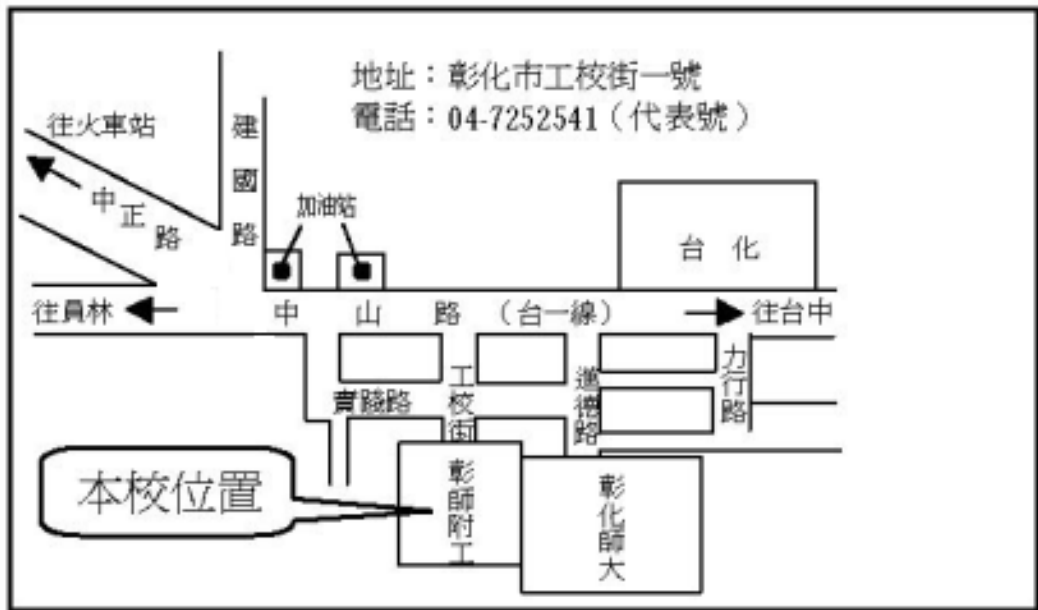 地址：彰化市工校街一號
電話：04-7252541（代表號）
往火車站
建國路
中正路
加油站
台化
往員林
中山路（台一線）
往台中
工校街
道德路
力行路
實踐路
本校位置
彰師附工
彰化師大